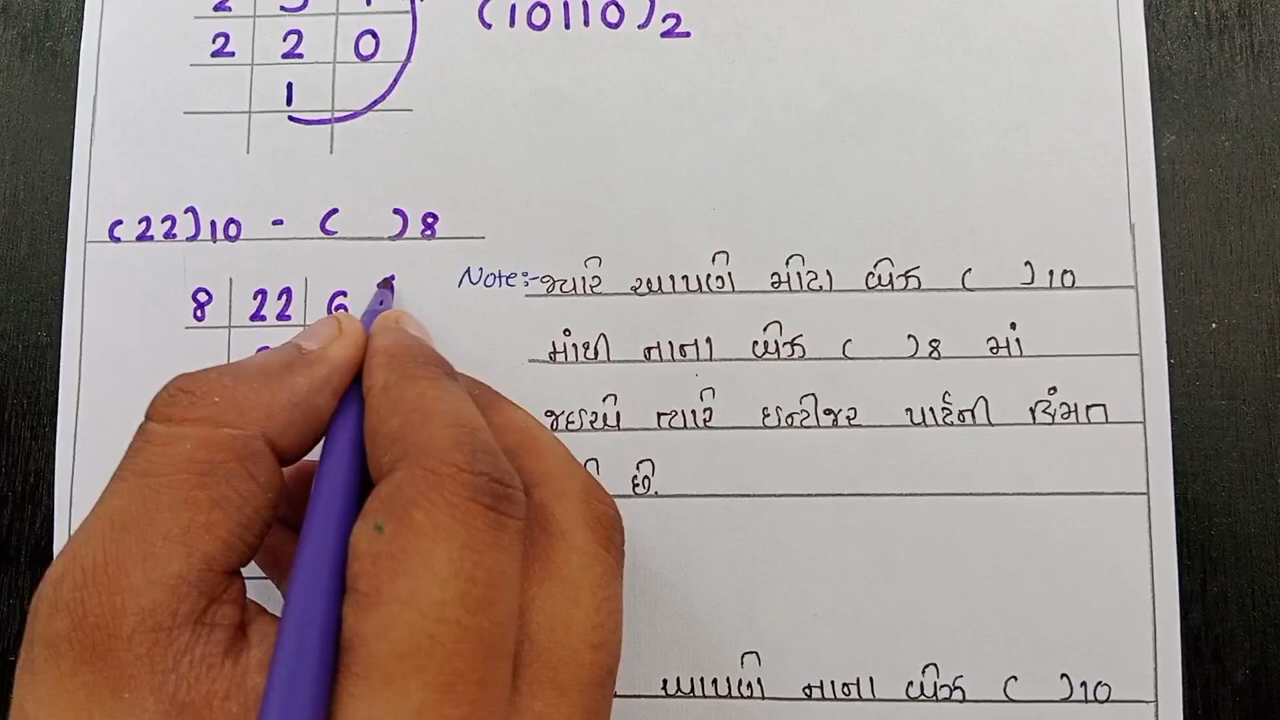 (10110)2
2 2 0
1
(22)10 - ( )8
8 22 6
Note:- જ્યારે આપણે મોટા બેઝ ( )10
માંથી નાના બેઝ ( )8 માં
જઇએ ત્યારે ઇન્ટીજર પાર્ટની કિંમત
છે.
આપણે નાના બેઝ ( )10